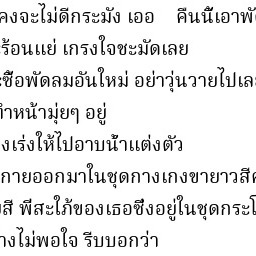 คงจะไม่ดีกระมัง เออ คืนนี้เอาพัด
ร้อนแย่ เกรงใจชะมัดเลย
ซื้อพัดลมอันใหม่ อย่าวุ่นวายไปเลย
ทำหน้ามุ่ยๆ อยู่
งเร่งให้ไปอาบน้ำแต่งตัว
กายออกมาในชุดกางเกงขายาวสี
สี พี่สะใภ้ของเธอซึ่งอยู่ในชุดกระโ
างไม่พอใจ รีบบอกว่า